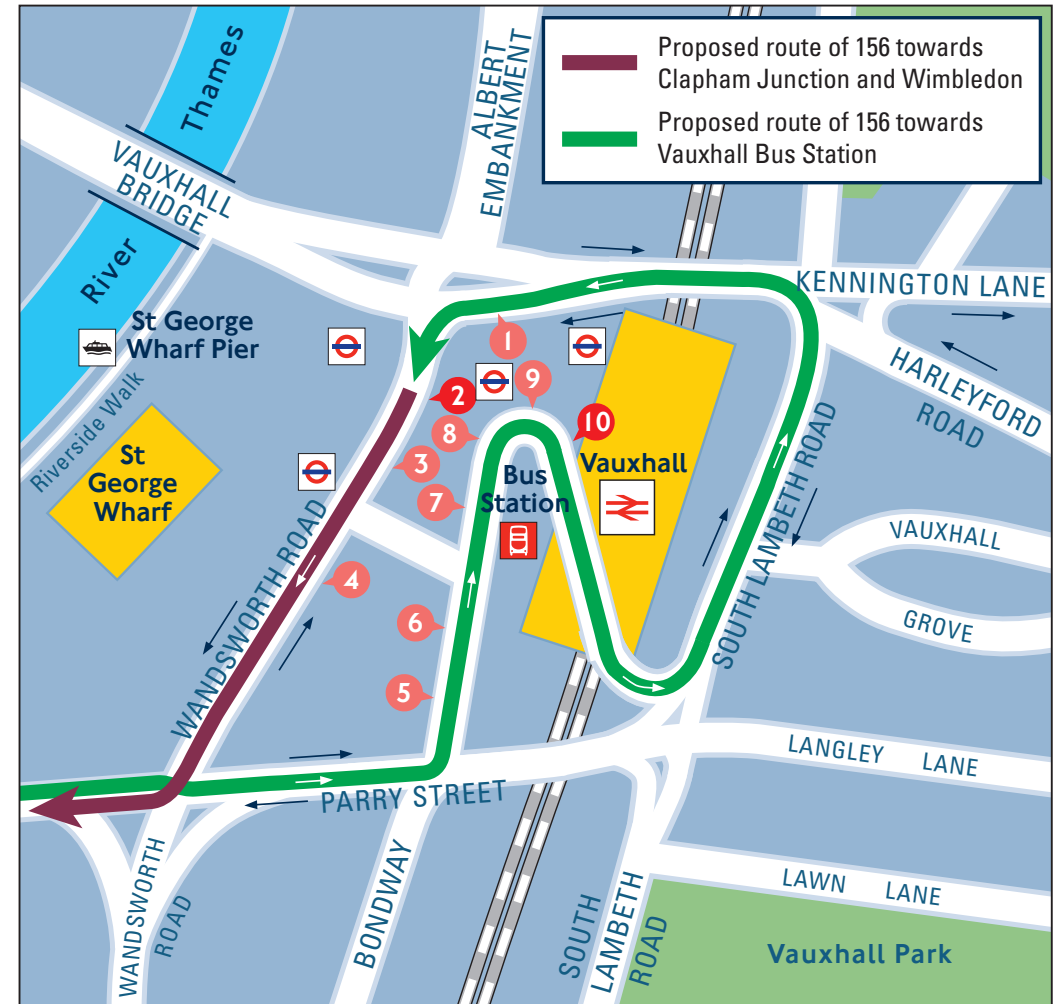 Proposed route of 156 towards
Clapham Junction and Wimbledon
Proposed route of 156 towards
Vauxhall Bus Station
River
Thames
VAUXHALL
BRIDGE
ALBERT
EMBANKMENT
KENNINGTON LANE
HARLEYFORD
ROAD
St George
Wharf Pier
Riverside Walk
St
George
Wharf
1
2
3
4
5
6
7
8
9
10
Bus
Station
Vauxhall
WANDSWORTH ROAD
SOUTH LAMBETH ROAD
VAUXHALL
GROVE
LANGLEY LANE
PARRY STREET
WANDSWORTH
ROAD
BONDWAY
SOUTH
LAMBETH
ROAD
LAWN LANE
Vauxhall Park